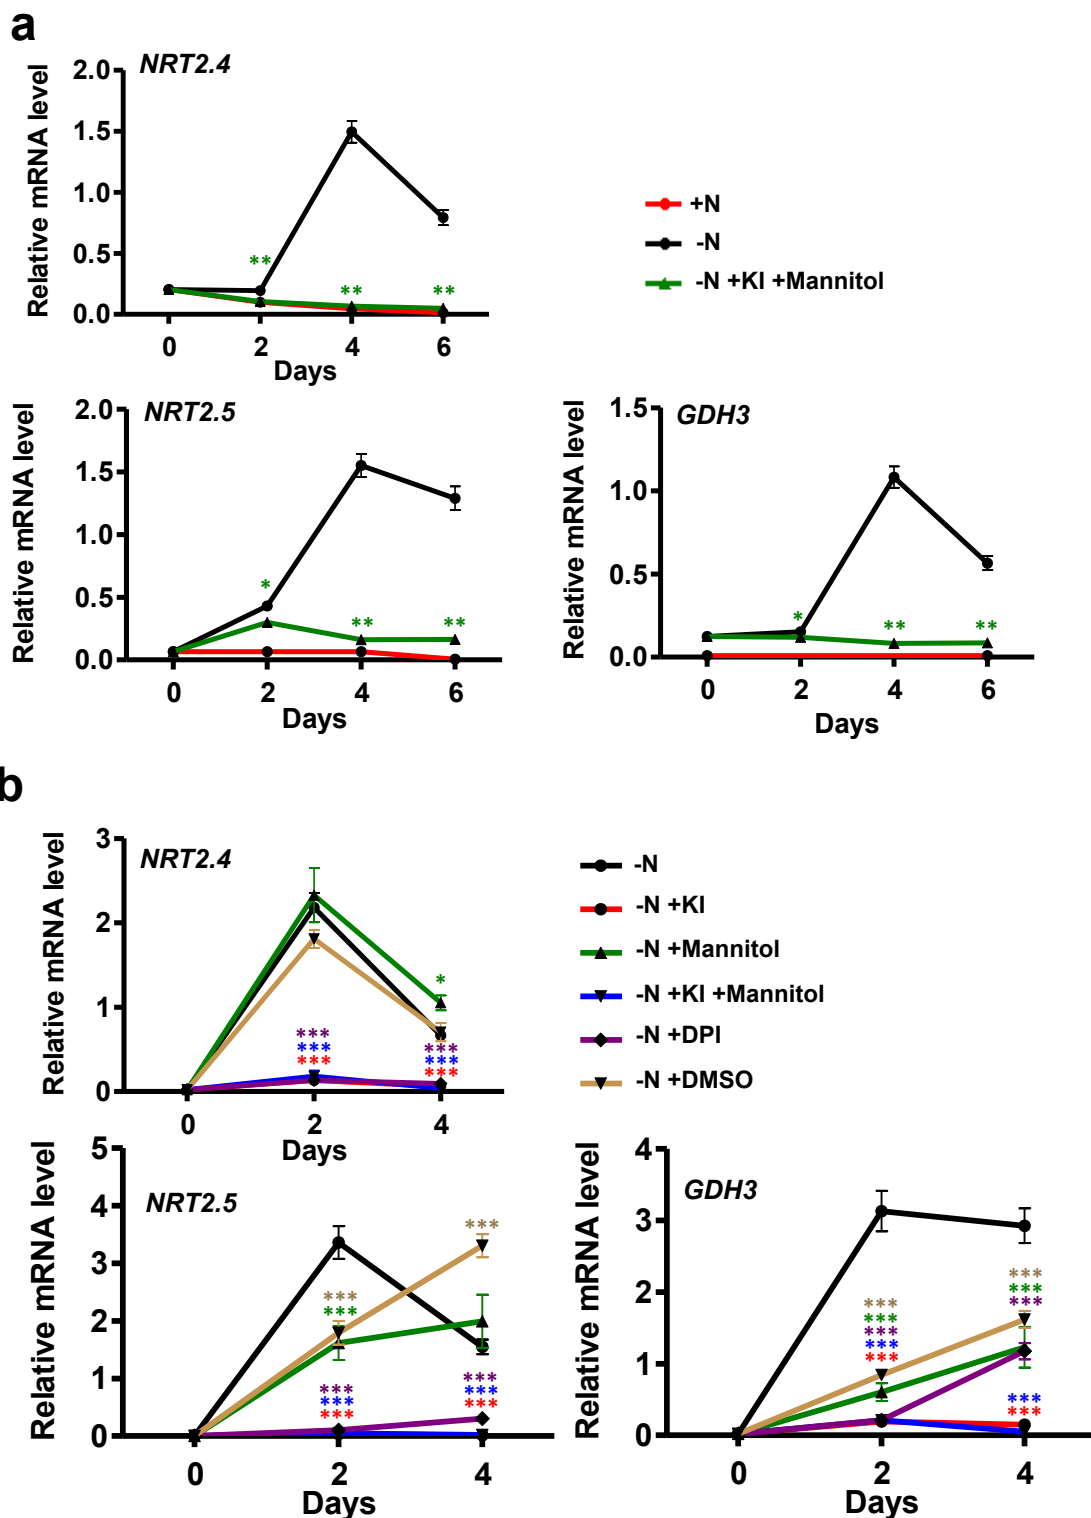 a
NRT2.4
Relative mRNA level
2.0
1.5
1.0
0.5
0.0
**
**
**
0 2 4 6
Days
+N
-N
-N +KI +Mannitol
NRT2.5
Relative mRNA level
2.0
1.5
1.0
0.5
0.0
*
**
**
0 2 4 6
Days
GDH3
Relative mRNA level
1.5
1.0
0.5
0.0
*
**
**
0 2 4 6
Days
b
NRT2.4
Relative mRNA level
3
2
1
0
*
*** ***
*** ***
*** ***
0 2 4
Days
-N
-N +KI
-N +Mannitol
-N +KI +Mannitol
-N +DPI
-N +DMSO
NRT2.5
Relative mRNA level
5
4
3
2
1
0
***
***
***
*** ***
*** ***
*** ***
0 2 4
Days
GDH3
Relative mRNA level
4
3
2
1
0
***
***
***
***
***
***
***
***
***
***
0 2 4
Days